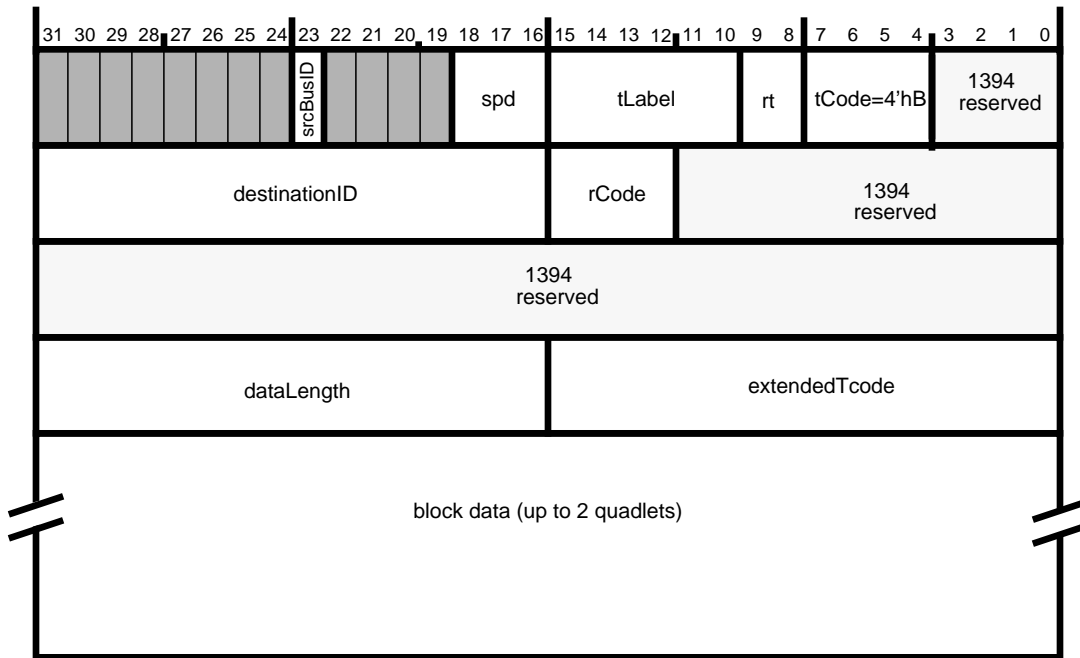 31 30 29 28 27 26 25 24 23 22 21 20 19 18 17 16 15 14 13 12 11 10 9 8 7 6 5 4 3 2 1 0
srcBusID spd tLabel rt tCode=4'hB 1394
reserved
destinationID rCode 1394
reserved
1394
reserved
dataLength extendedTcode
block data (up to 2 quadlets)